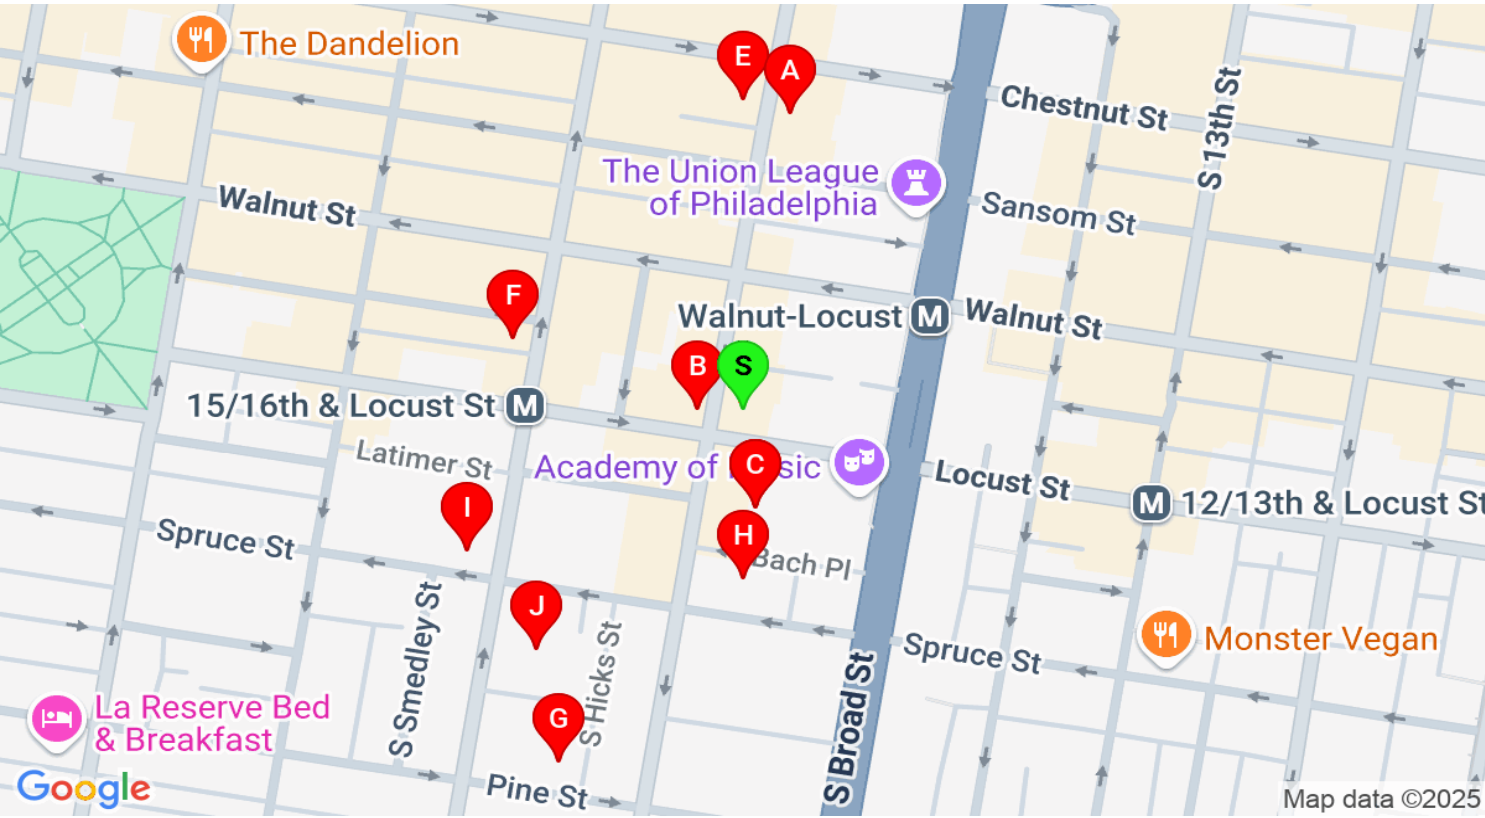 The Dandelion
E
A
Chestnut St
S 13th St
The Union League
of Philadelphia
Sansom St
Walnut St
F
Walnut-Locust M
Walnut St
B
S
15/16th & Locust St M
Latimer St
Academy of
sic
C
Locust St
M 12/13th & Locust St
I
H
Spruce St
Bach Pl
J
S Smedley St
S Hicks St
Spruce St
Monster Vegan
La Reserve Bed
& Breakfast
G
S Broad St
Pine St
Google
Map data ©2025